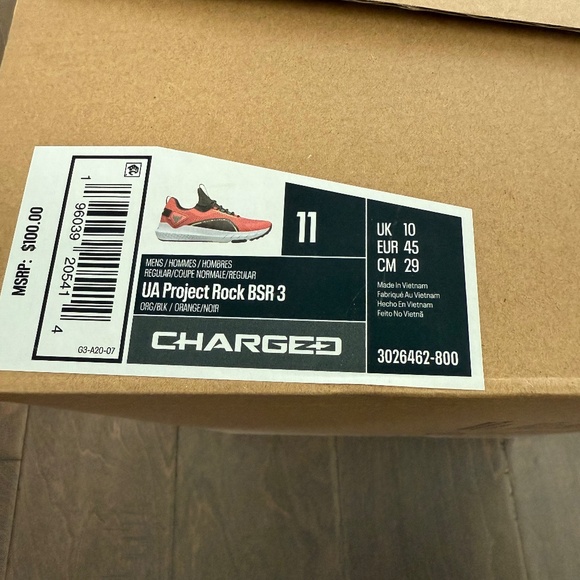 MSRP: $100.00
1 96039 20541 4
G3-A20-07
11
MENS / HOMMES / HOMBRES
REGULAR/COUPE NORMALE/REGULAR
UA Project Rock BSR 3
ORG/BLK / ORANGE/NOIR
CHARGED
UK 10
EUR 45
CM 29
Made In Vietnam
Fabriqué Au Vietnam
Hecho En Vietnam
Feito No Vietnã
3026462-800